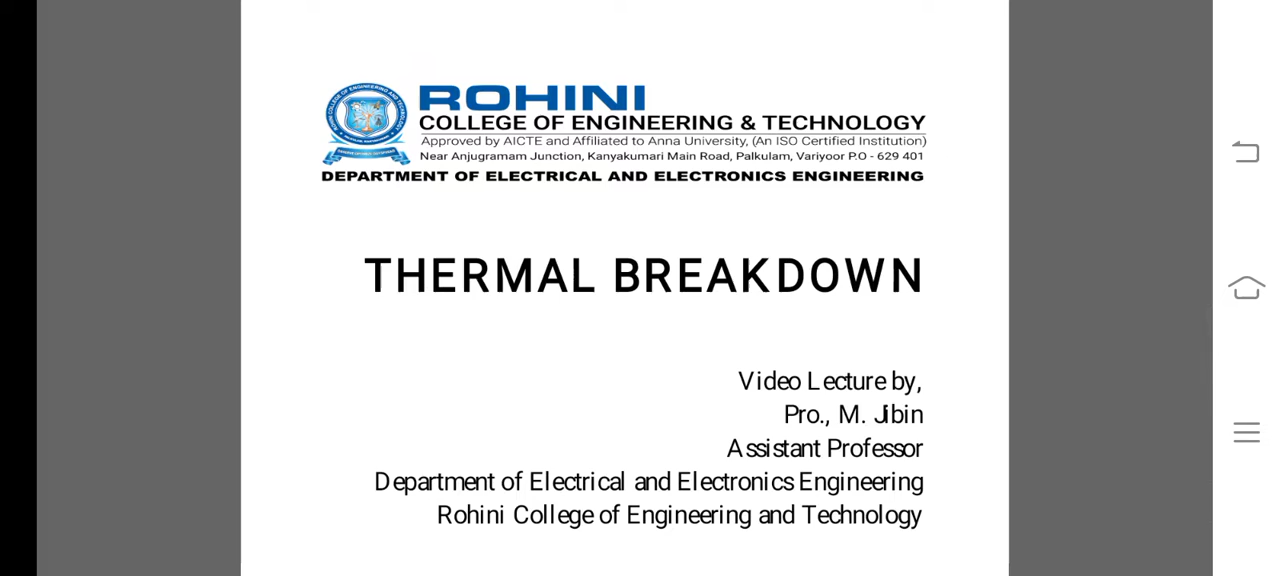 ROHINI
COLLEGE OF ENGINEERING & TECHNOLOGY
Approved by AICTE and Affiliated to Anna University, (An ISO Certified Institution)
Near Anjugramam Junction, Kanyakumari Main Road, Palkulam, Variyoor P.O - 629 401
DEPARTMENT OF ELECTRICAL AND ELECTRONICS ENGINEERING
THERMAL BREAKDOWN
Video Lecture by,
Pro., M. Jibin
Assistant Professor
Department of Electrical and Electronics Engineering
Rohini College of Engineering and Technology